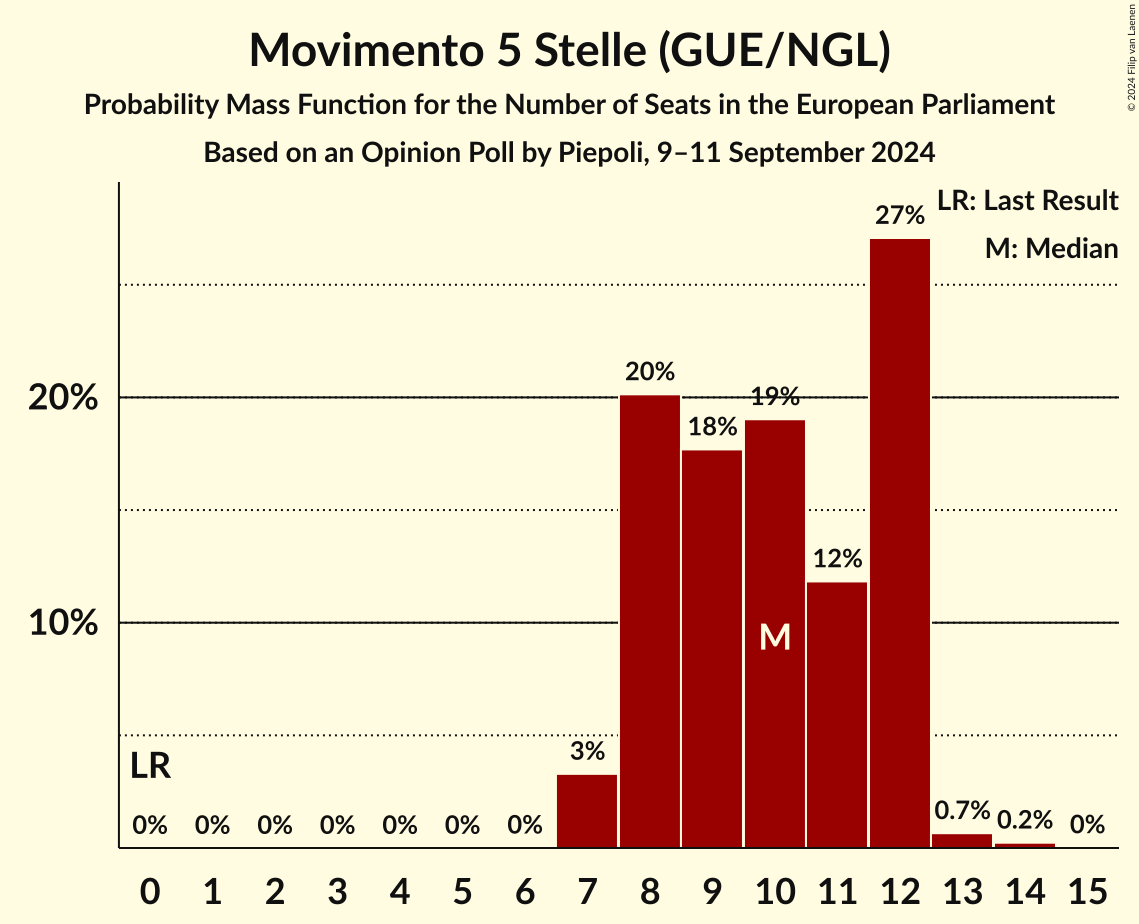 Movimento 5 Stelle (GUE/NGL)
Probability Mass Function for the Number of Seats in the European Parliament
Based on an Opinion Poll by Piepoli, 9–11 September 2024
© 2024 Filip van Laenen
LR: Last Result
M: Median
27%
20%
20%
19%
18%
12%
10%
M
LR
3%
0% 0% 0% 0% 0% 0% 0% 0.7% 0.2% 0%
0 1 2 3 4 5 6 7 8 9 10 11 12 13 14 15